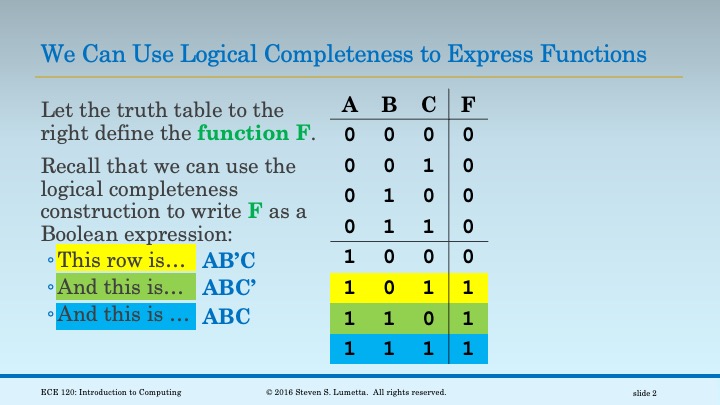 We Can Use Logical Completeness to Express Functions
Let the truth table to the
right define the function F.
Recall that we can use the
logical completeness
construction to write F as a
Boolean expression:
◦This row is… AB’C
◦And this is… ABC’
◦And this is … ABC
A B C F
0 0 0 0
0 0 1 0
0 1 0 0
0 1 1 0
1 0 0 0
1 0 1 1
1 1 0 1
1 1 1 1
ECE 120: Introduction to Computing © 2016 Steven S. Lumetta. All rights reserved. slide 2